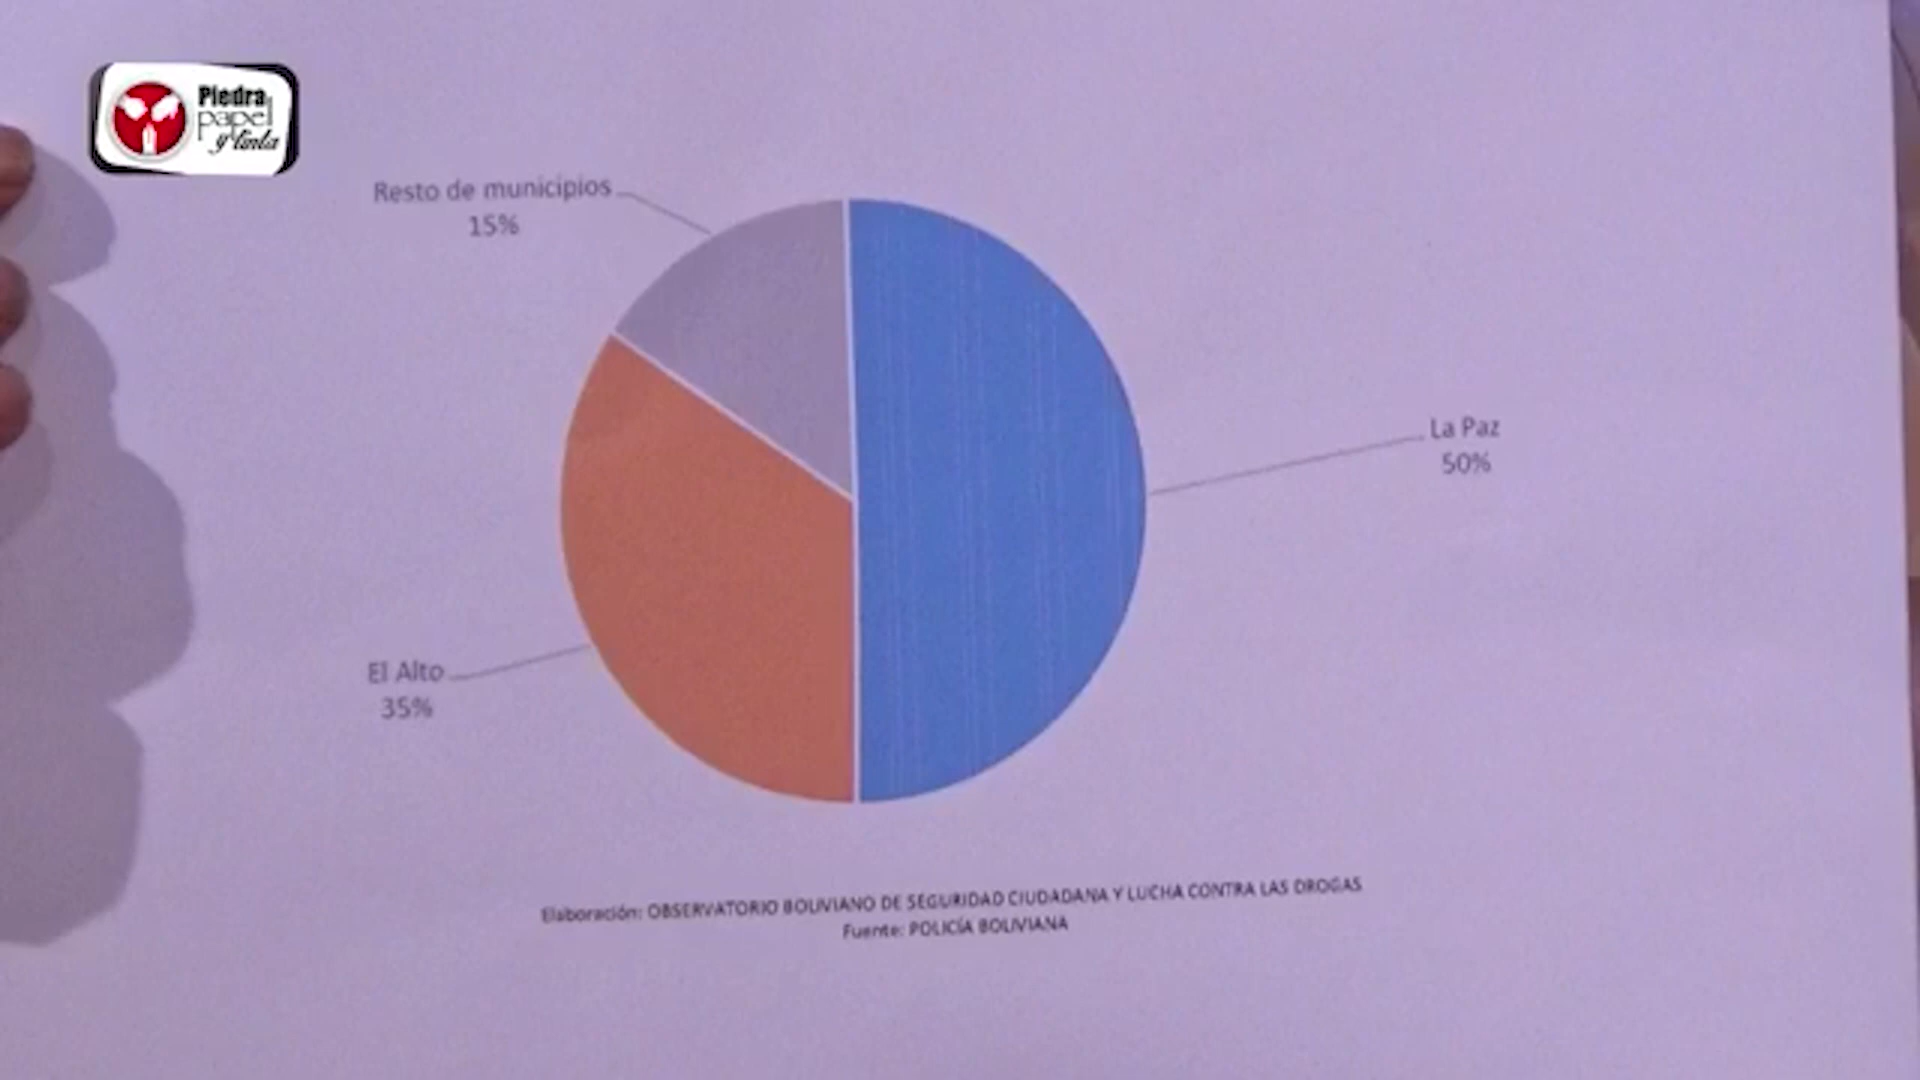 Piedra
papel
y tinta
Resto de municipios
15%
La Paz
50%
El Alto
35%
Elaboración: OBSERVATORIO BOLIVIANO DE SEGURIDAD CIUDADANA Y LUCHA CONTRA LAS DROGAS
Fuente: POLICÍA BOLIVIANA